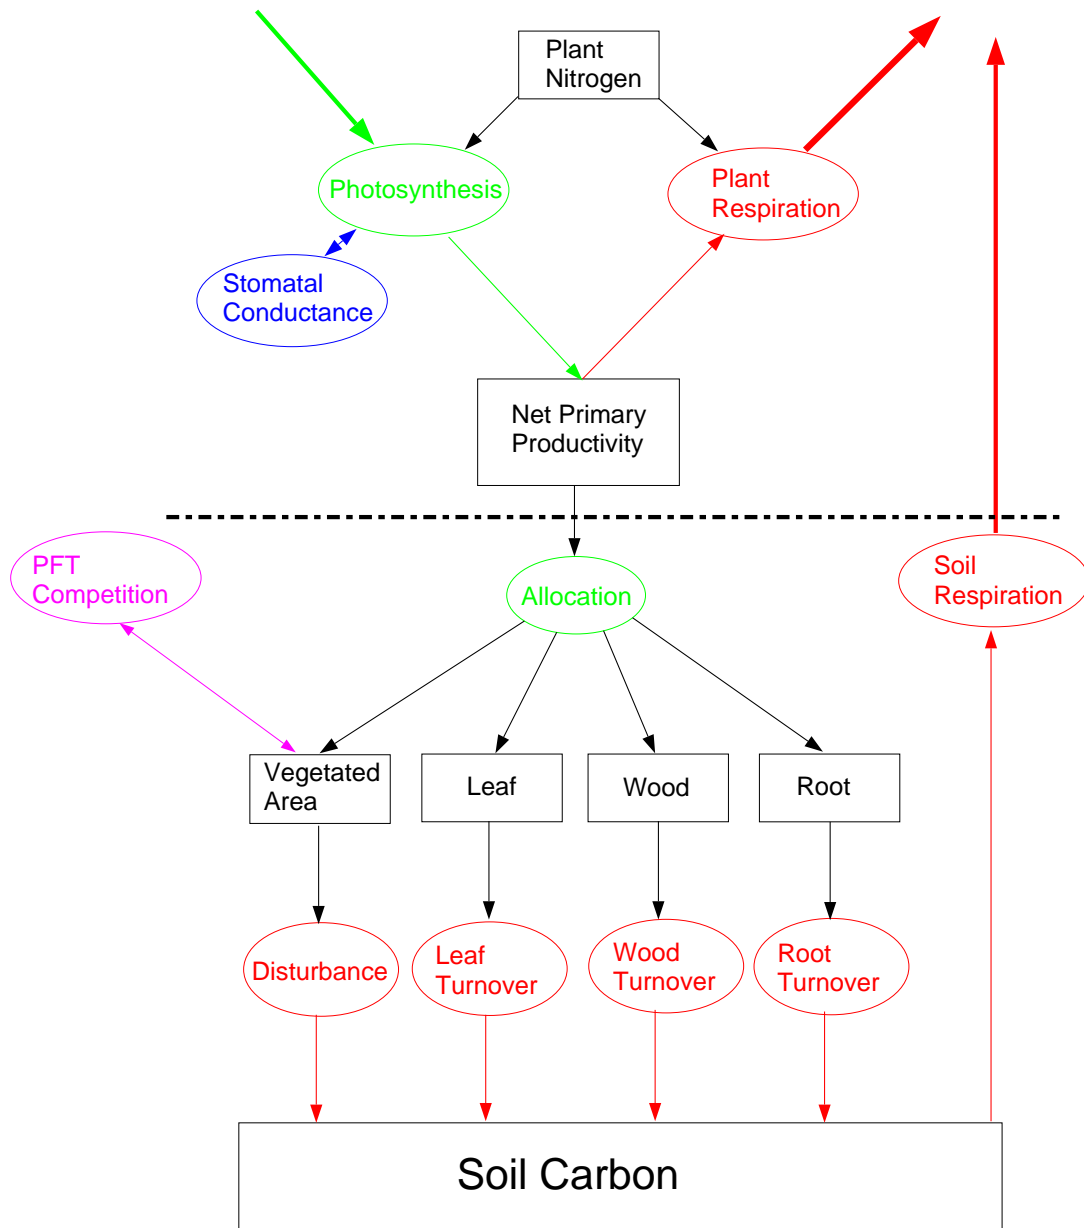 Plant
Nitrogen
Photosynthesis
Plant
Respiration
Stomatal
Conductance
Net Primary
Productivity
PFT
Competition
Allocation
Soil
Respiration
Vegetated
Area
Leaf
Wood
Root
Disturbance
Leaf
Turnover
Wood
Turnover
Root
Turnover
Soil Carbon